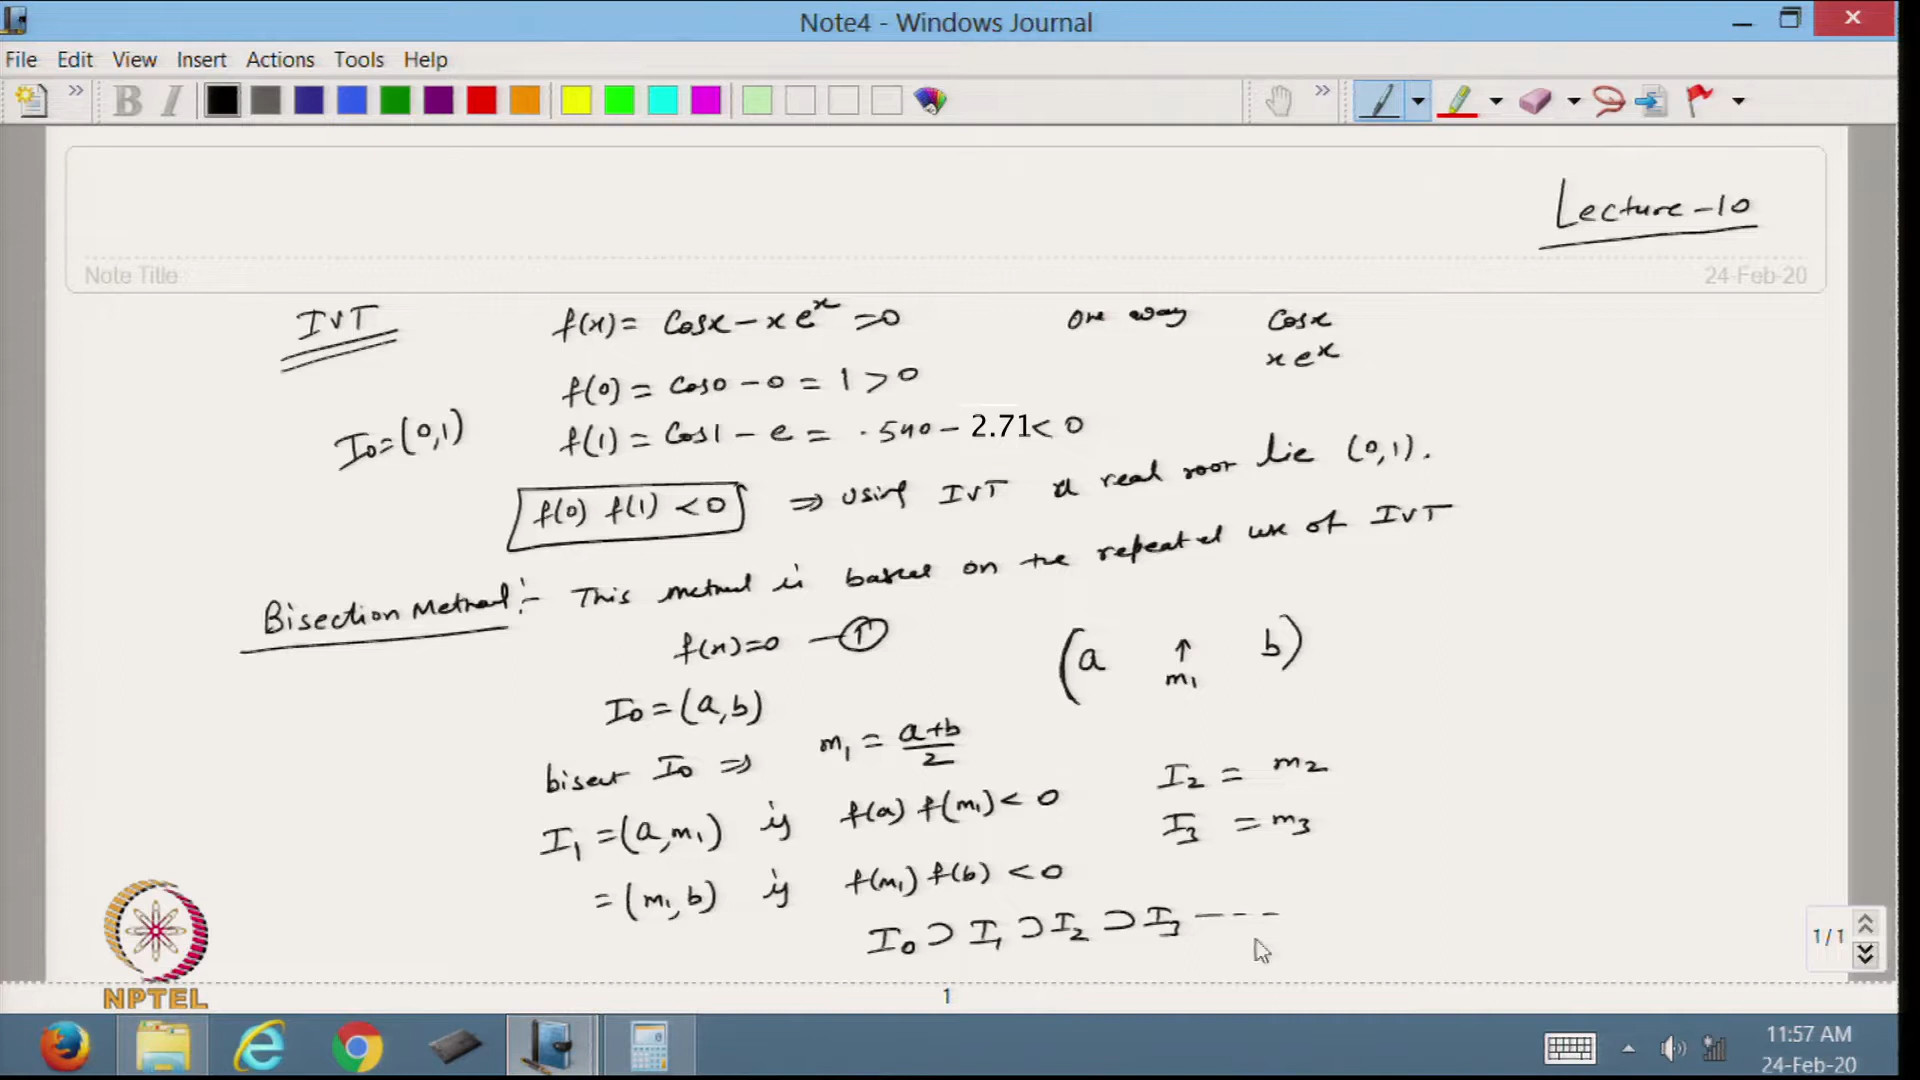 Note4 - Windows Journal
File Edit View Insert Actions Tools Help
B I
Lecture-10
Note Title
24-Feb-20
IVT f(x) = Cosx - x eˣ =0 one way Cosx
x eˣ
f(0) = Cos0 - 0 = 1 > 0
I₀=(0,1) f(1) = Cos1 - e = .540 - 2.71< 0
f(0) f(1) <0 ⇒ using IVT a real root lie (0,1).
Bisection Method:- This method is based on the repeated use of IVT
f(x)=0 — 1
(a ↑ b)
m₁
I₀ = (a,b)
bisect I₀ ⇒ m₁ = (a+b)/2
I₂ = m₂
I₁ = (a,m₁) if f(a) f(m₁) < 0
I₃ = m₃
= (m₁, b) if f(m₁) f(b) < 0
I₀ ⊃ I₁ ⊃ I₂ ⊃ I₃ ----
1/1
NPTEL
1
11:57 AM
24-Feb-20